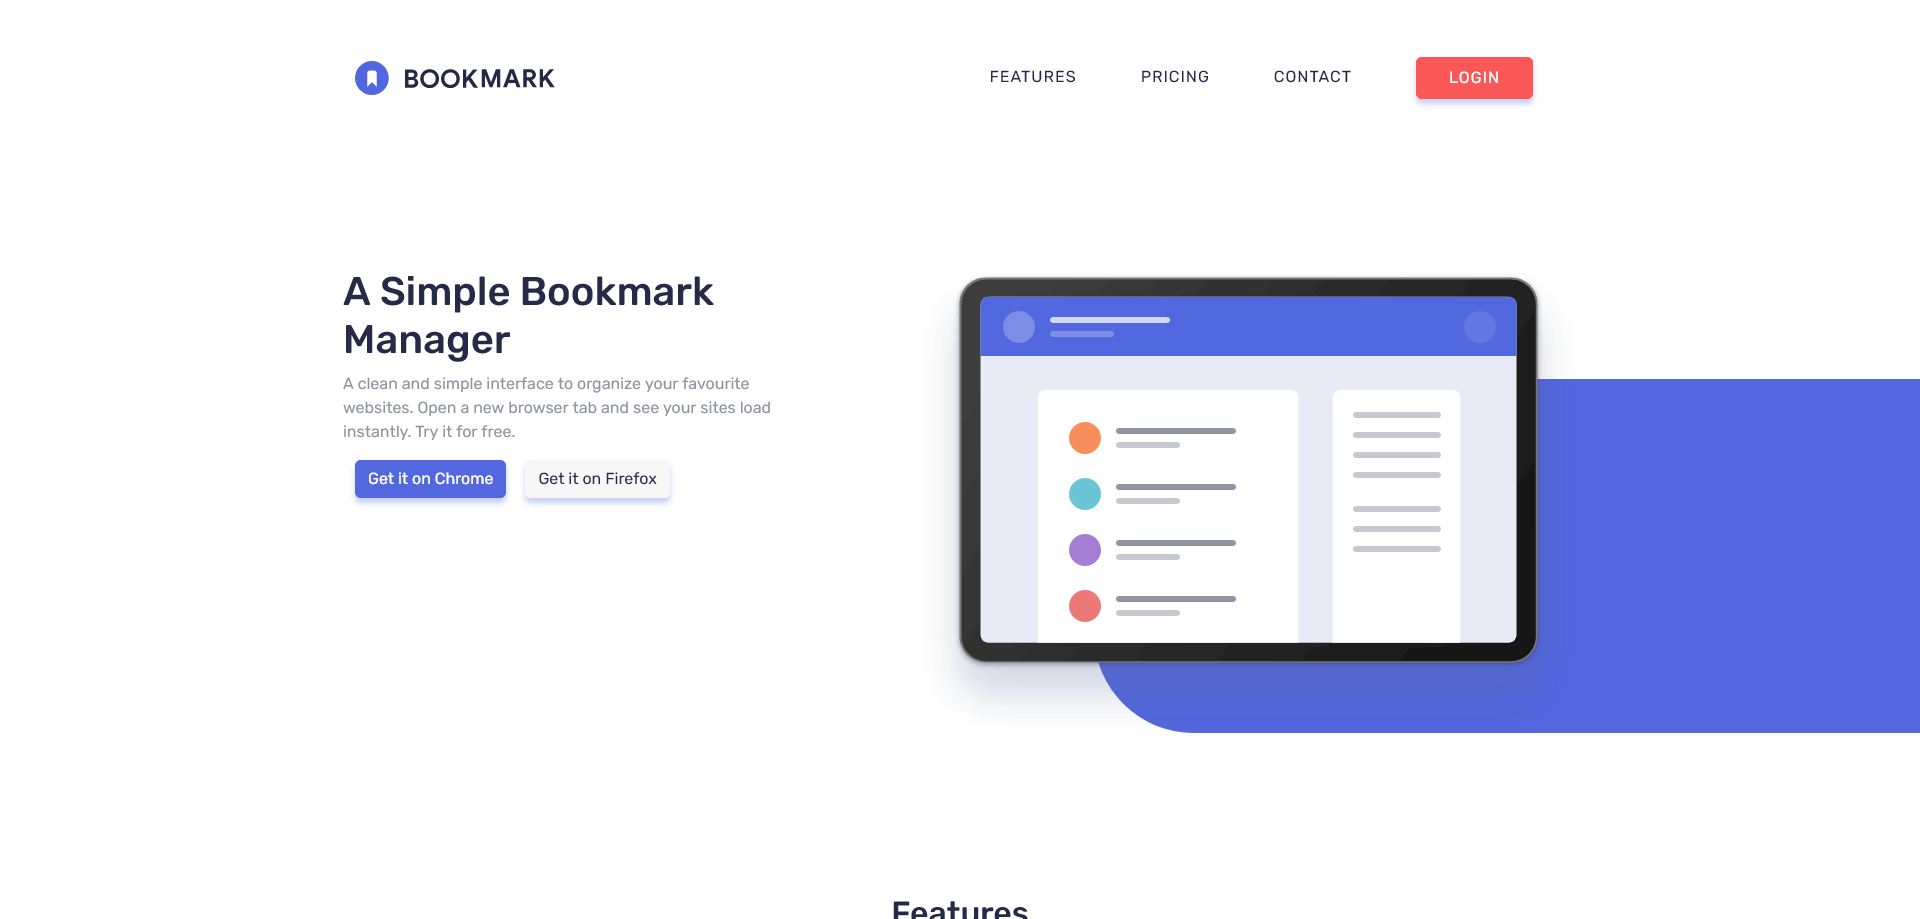 BOOKMARK
FEATURES
PRICING
CONTACT
LOGIN
A Simple Bookmark
Manager
A clean and simple interface to organize your favourite
websites. Open a new browser tab and see your sites load
instantly. Try it for free.
Get it on Chrome
Get it on Firefox
Features